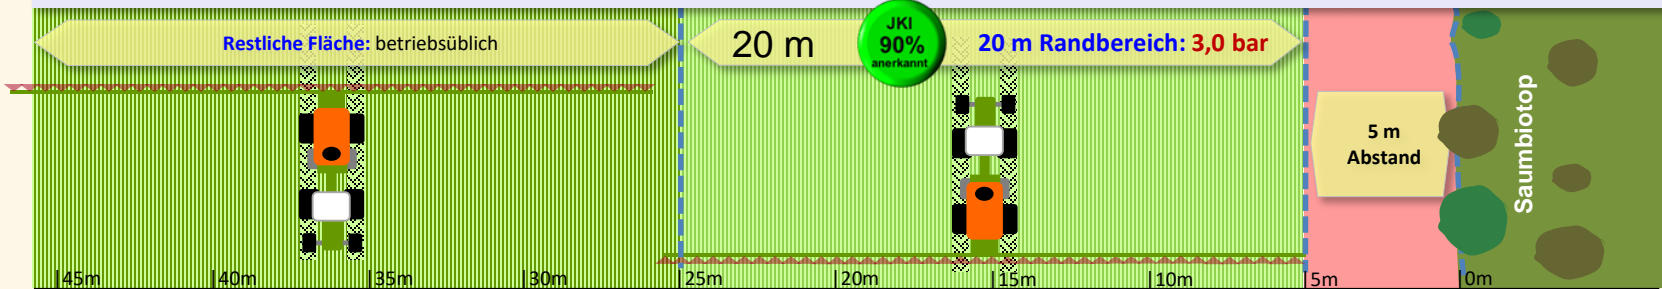 Restliche Fläche: betriebsüblich
20 m
JKI
90%
anerkannt
20 m Randbereich: 3,0 bar
5 m
Abstand
Saumbiotop
45m
40m
35m
30m
25m
20m
15m
10m
5m
0m